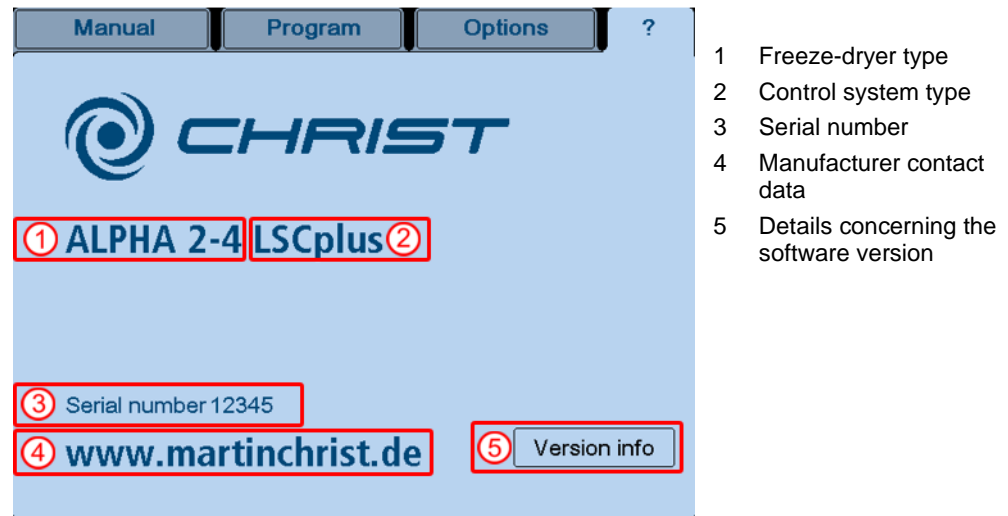 Manual Program Options ?
CHRIST
1 ALPHA 2-4 LSCplus 2
3 Serial number 12345
4 www.martinchrist.de
5 Version info
1 Freeze-dryer type
2 Control system type
3 Serial number
4 Manufacturer contact
data
5 Details concerning the
software version